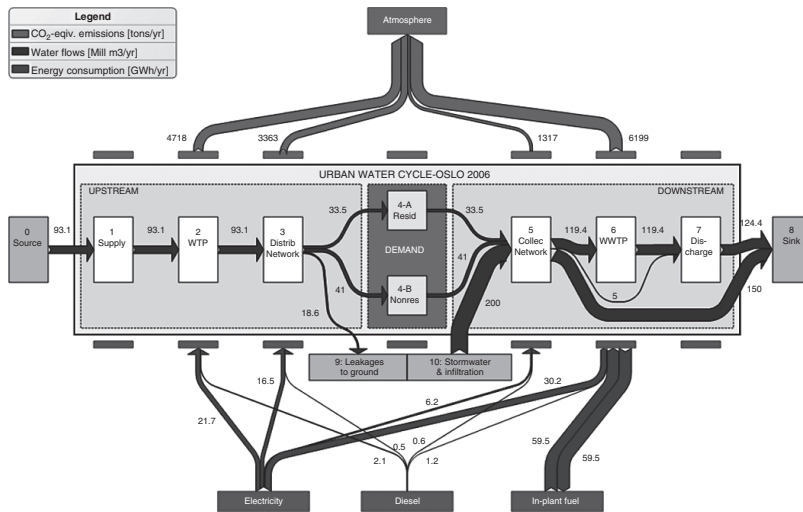 Legend
CO₂-eqiv. emissions [tons/yr]
Water flows [Mill m3/yr]
Energy consumption [GWh/yr]
Atmosphere
4718
3363
1317
6199
URBAN WATER CYCLE-OSLO 2006
UPSTREAM
DOWNSTREAM
0
Source
93.1
1
Supply
93.1
2
WTP
93.1
3
Distrib
Network
33.5
4-A
Resid
33.5
DEMAND
41
4-B
Nonres
41
5
Collec
Network
119.4
6
WWTP
119.4
7
Dis-
charge
124.4
8
Sink
5
150
18.6
200
9: Leakages
to ground
10: Stormwater
& infiltration
21.7
16.5
6.2
30.2
0.5
0.6
2.1
1.2
59.5
59.5
Electricity
Diesel
In-plant fuel